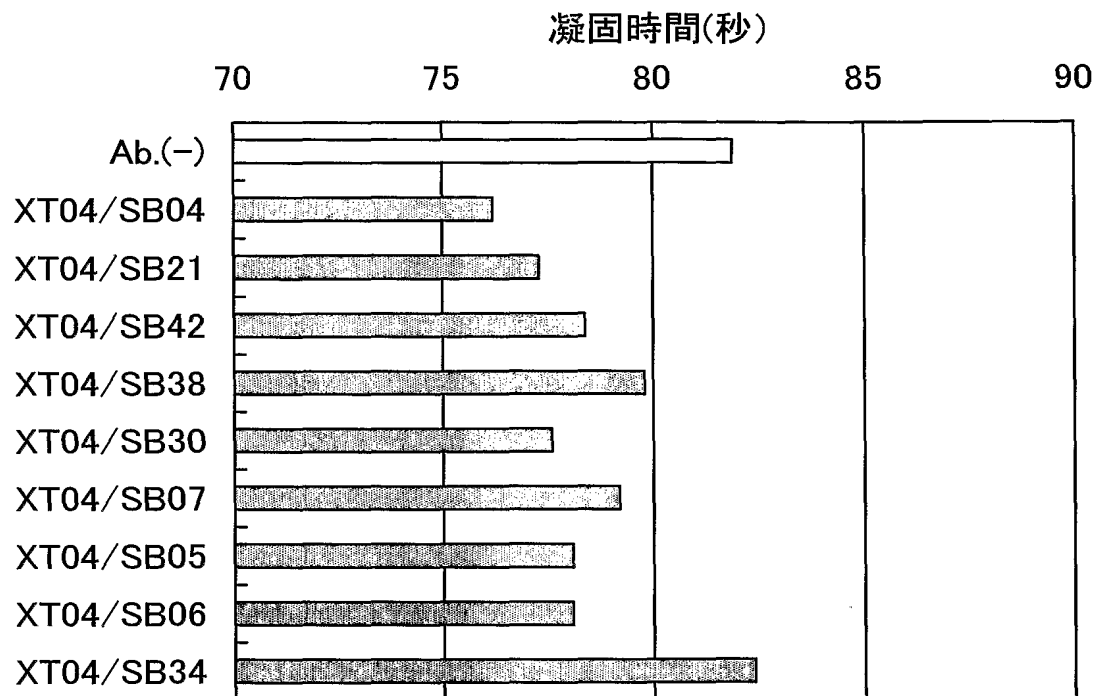 凝固時間(秒)
70 75 80 85 90
Ab.(-)
XT04/SB04
XT04/SB21
XT04/SB42
XT04/SB38
XT04/SB30
XT04/SB07
XT04/SB05
XT04/SB06
XT04/SB34